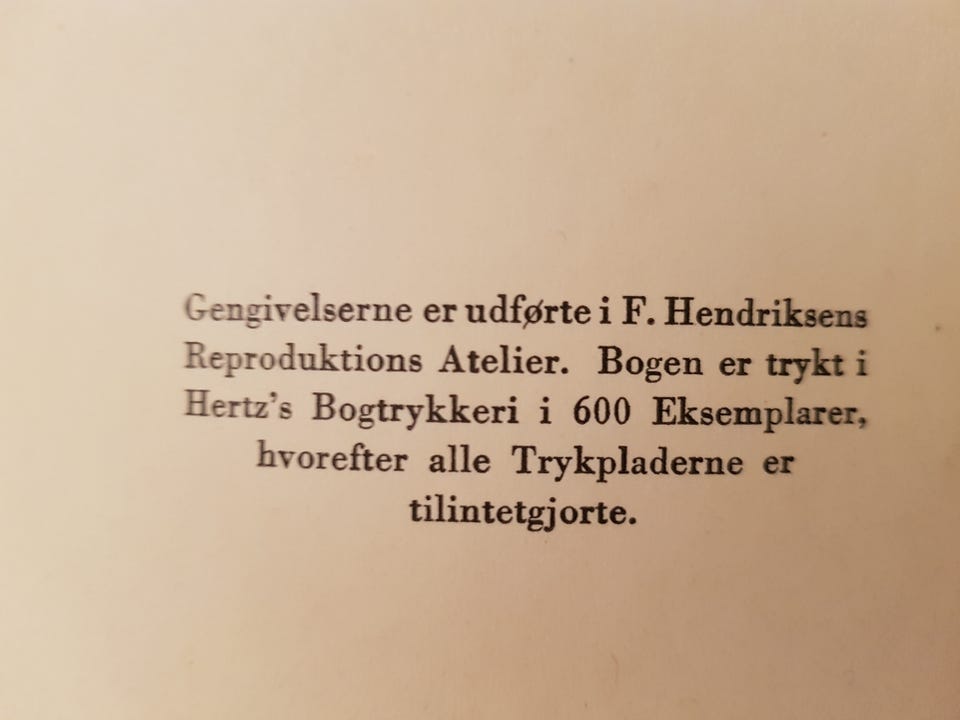 Gengivelserne er udførte i F. Hendriksens
Reproduktions Atelier. Bogen er trykt i
Hertz's Bogtrykkeri i 600 Eksemplarer,
hvorefter alle Trykpladerne er
tilintetgjorte.